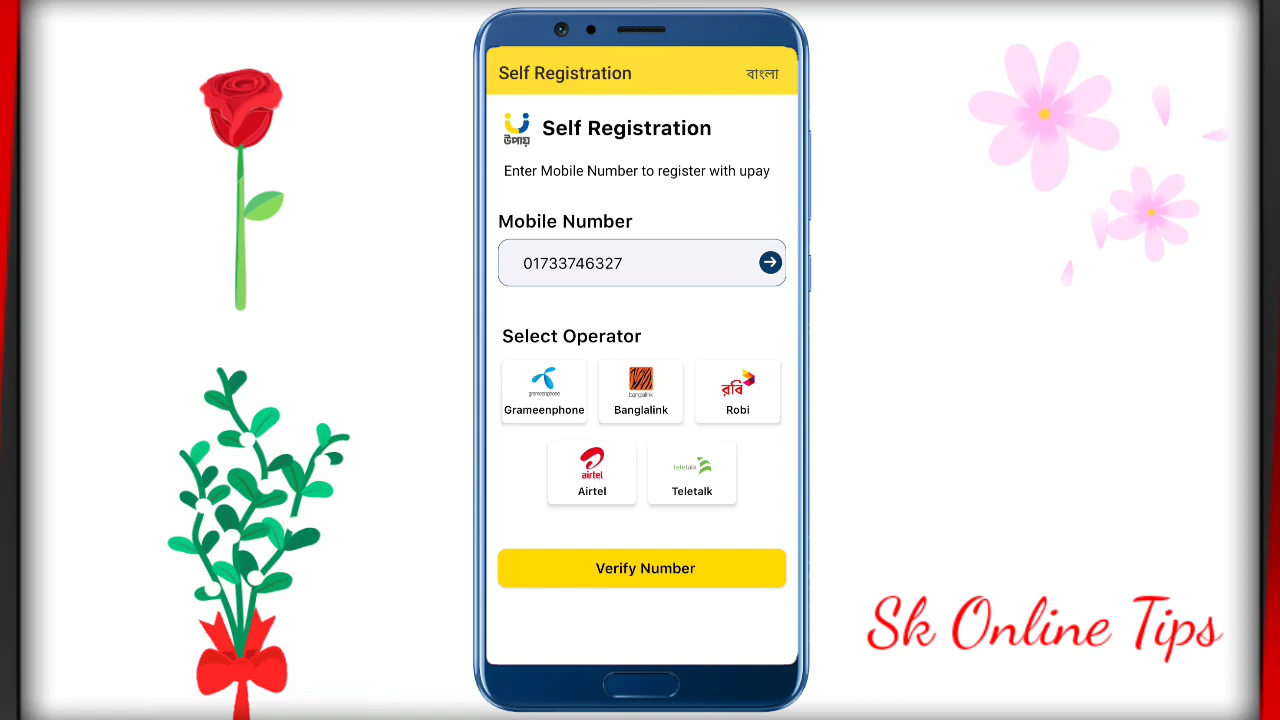 Self Registration বাংলা
উপায় Self Registration
Enter Mobile Number to register with upay
Mobile Number
01733746327
Select Operator
grameenphone banglalink রবি
Grameenphone Banglalink Robi
airtel teletalk
Airtel Teletalk
Verify Number
Sk Online Tips